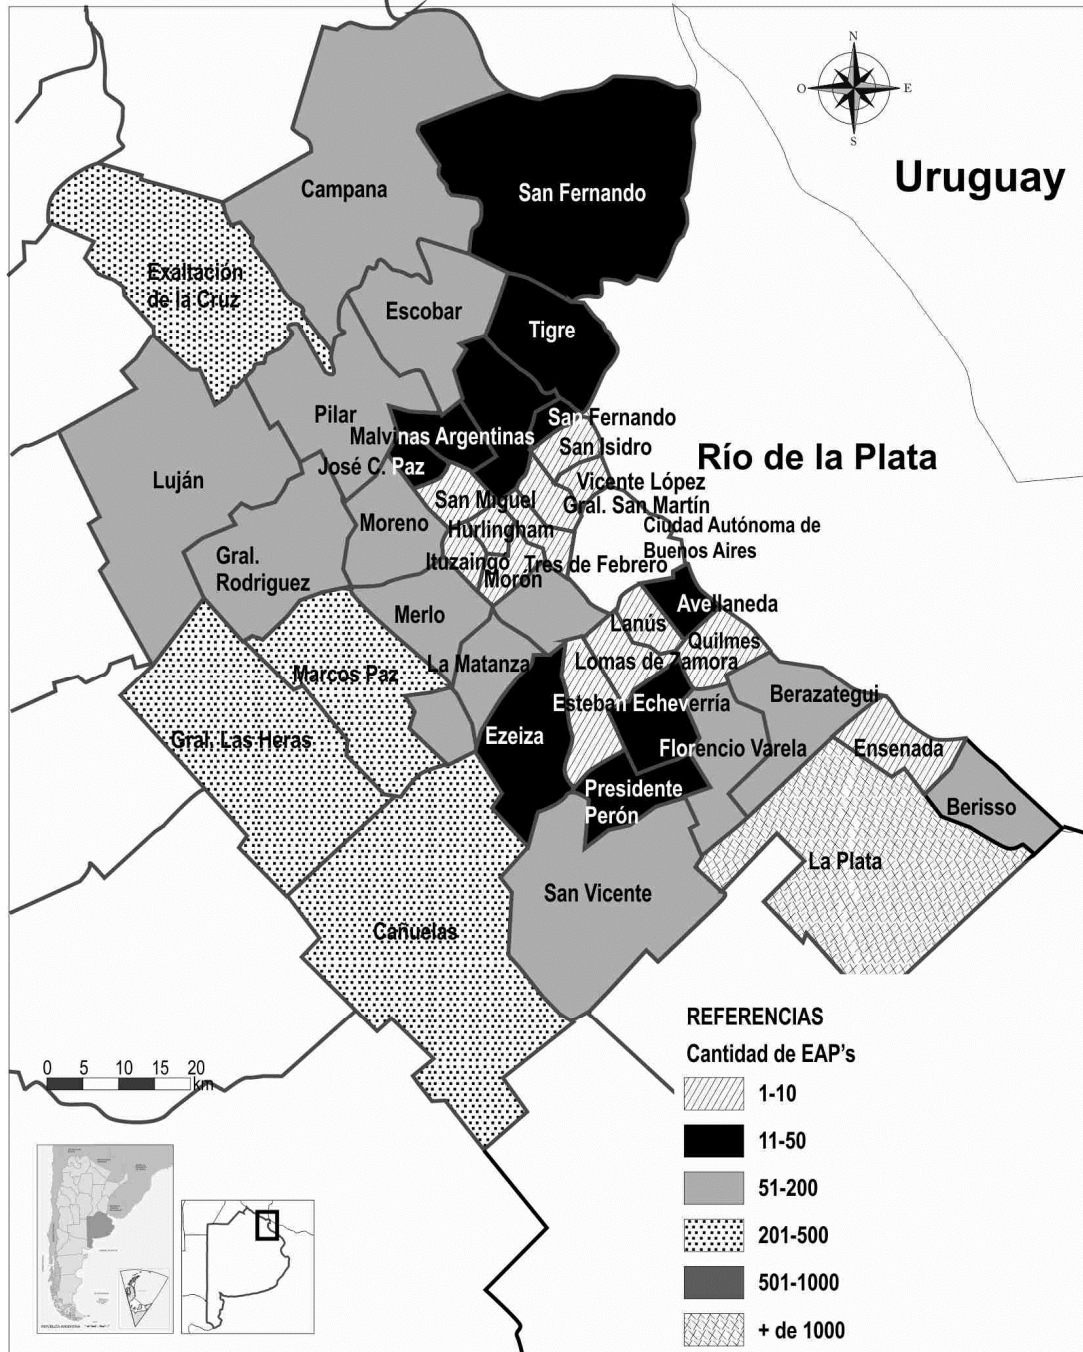 N
O
E
S
Uruguay
Campana
San Fernando
Exaltación
de la Cruz
Escobar
Tigre
Pilar
San Fernando
Malvinas Argentinas
San Isidro
José C. Paz
Río de la Plata
Luján
Vicente López
San Miguel
Gral. San Martín
Moreno
Hurlingham
Ciudad Autónoma de
Buenos Aires
Gral.
Rodriguez
Ituzaingó
Tres de Febrero
Morón
Merlo
Avellaneda
Lanús
Quilmes
La Matanza
Lomas de Zamora
Marcos Paz
Berazategui
Esteban Echeverría
Gral. Las Heras
Ezeiza
Florencio Varela
Ensenada
Presidente
Perón
Berisso
La Plata
San Vicente
Cañuelas
REFERENCIAS
Cantidad de EAP's
0 5 10 15 20
km
1-10
11-50
51-200
201-500
501-1000
+ de 1000